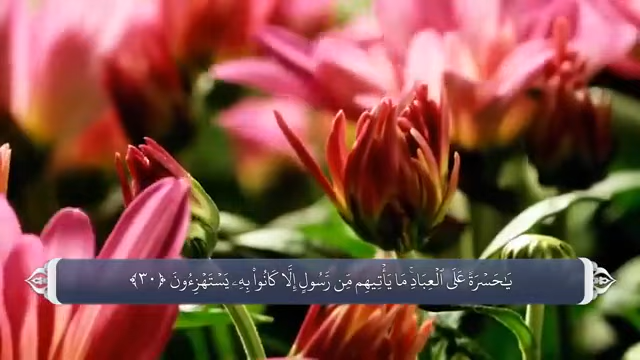 يَٰحَسْرَةً عَلَى ٱلْعِبَادِۚ مَا يَأْتِيهِم مِّن رَّسُولٍ إِلَّا كَانُوا۟ بِهِۦ يَسْتَهْزِءُونَ ﴿٣٠﴾